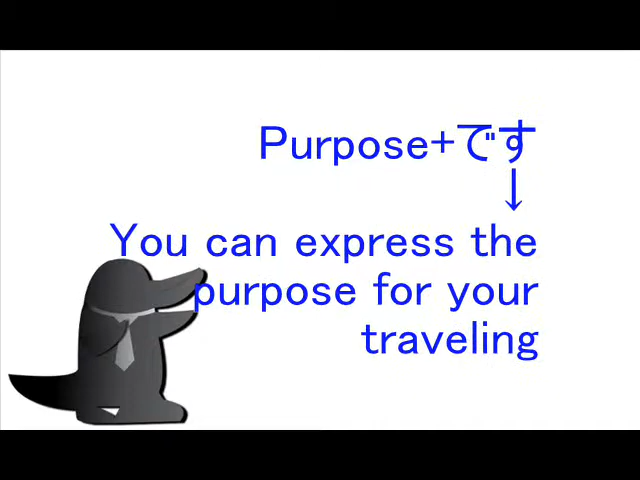 Purpose+です
↓
You can express the
purpose for your
traveling